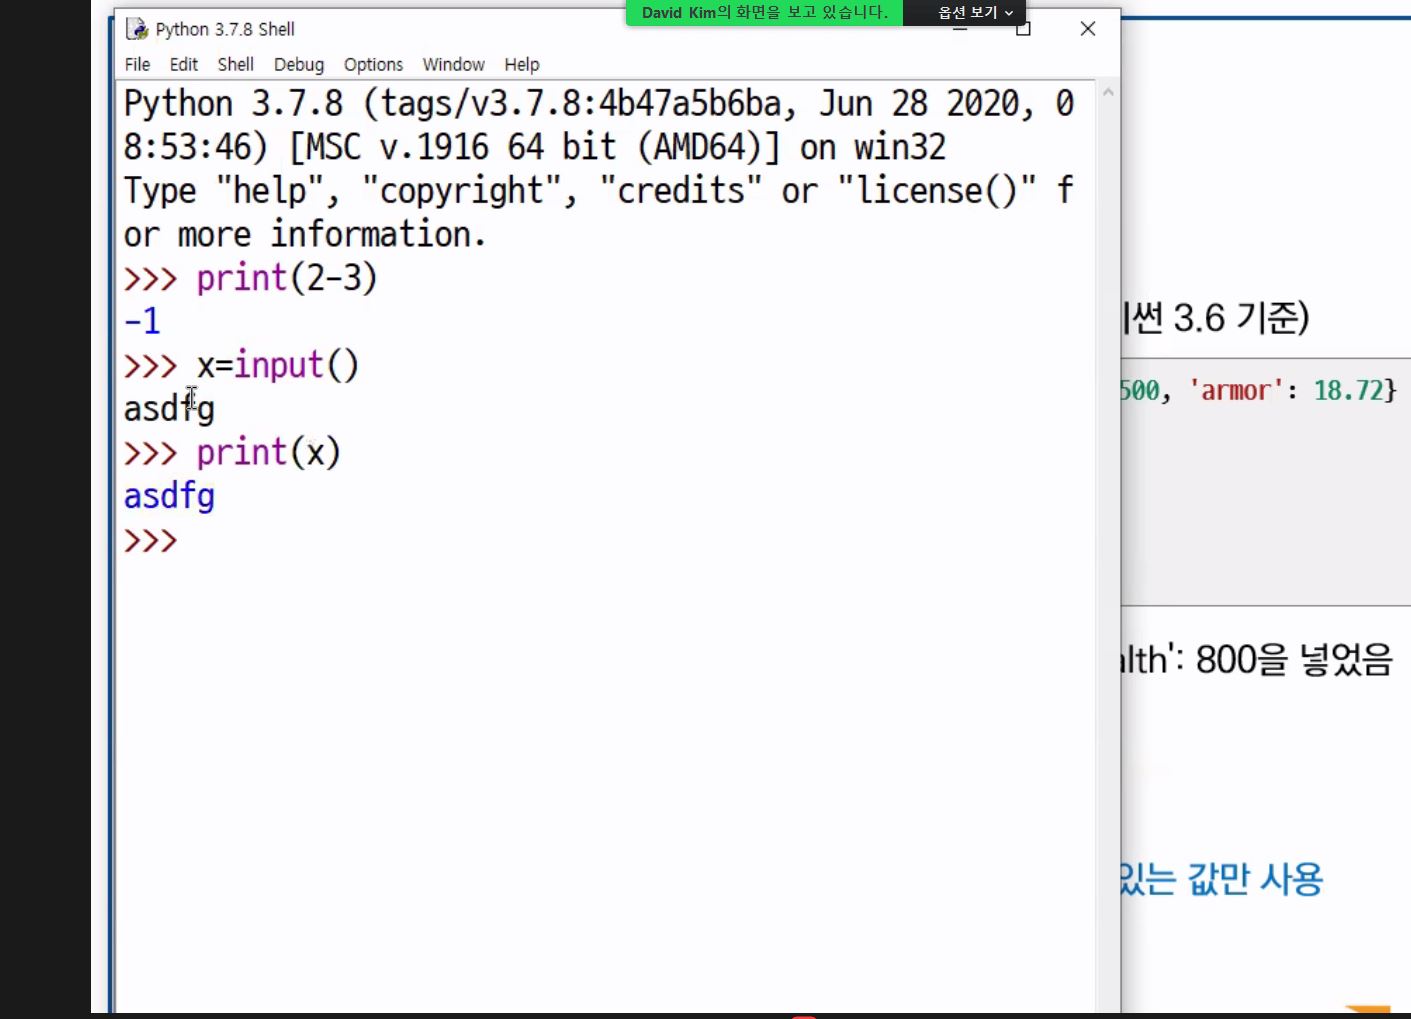 David Kim의 화면을 보고 있습니다.
옵션 보기
Python 3.7.8 Shell
File Edit Shell Debug Options Window Help
Python 3.7.8 (tags/v3.7.8:4b47a5b6ba, Jun 28 2020, 0
8:53:46) [MSC v.1916 64 bit (AMD64)] on win32
Type "help", "copyright", "credits" or "license()" f
or more information.
>>> print(2-3)
-1
>>> x=input()
asdfg
>>> print(x)
asdfg
>>>
썬 3.6 기준)
500, 'armor': 18.72}
alth': 800을 넣었음
있는 값만 사용